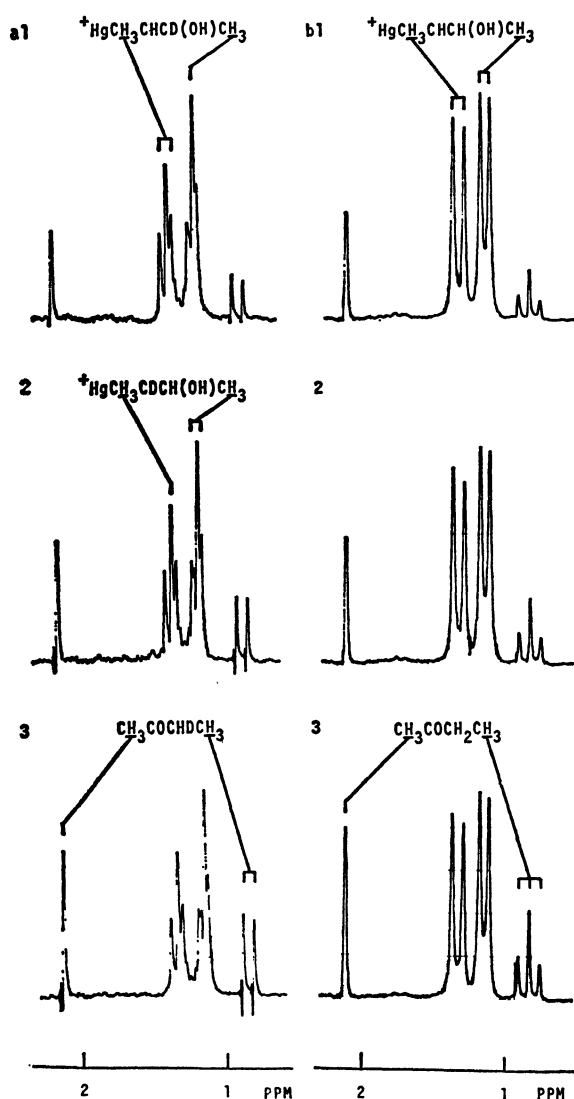 a1 ⁺HgCH₃CHCD(OH)CH₃
b1 ⁺HgCH₃CHCH(OH)CH₃
2 ⁺HgCH₃CDCH(OH)CH₃
2
3 CH₃COCHDCH₃
3 CH₃COCH₂CH₃
2 1 PPM
2 1 PPM